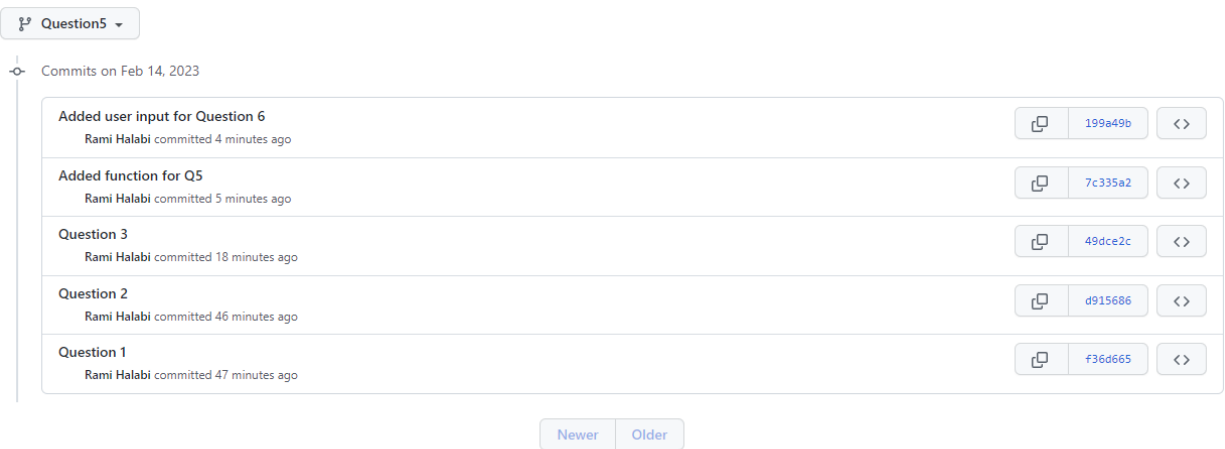 Question5
Commits on Feb 14, 2023
Added user input for Question 6
199a49b
Rami Halabi committed 4 minutes ago
Added function for Q5
7c335a2
Rami Halabi committed 5 minutes ago
Question 3
49dce2c
Rami Halabi committed 18 minutes ago
Question 2
d915686
Rami Halabi committed 46 minutes ago
Question 1
f36d665
Rami Halabi committed 47 minutes ago
Newer Older